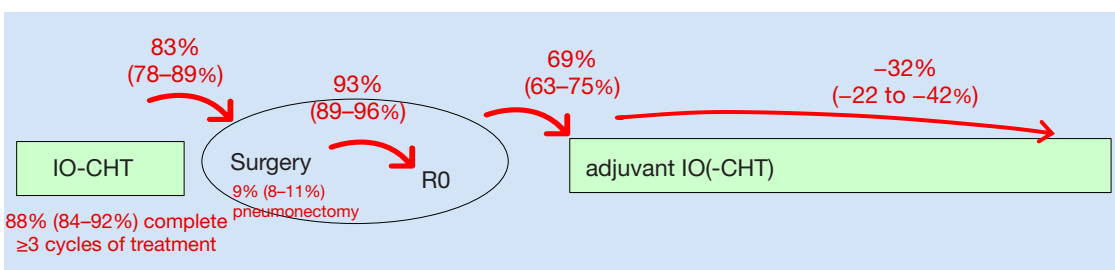 83%
(78–89%)
93%
(89–96%)
69%
(63–75%)
–32%
(–22 to –42%)
IO-CHT
Surgery
R0
9% (8–11%)
pneumonectomy
adjuvant IO(-CHT)
88% (84–92%) complete
≥3 cycles of treatment